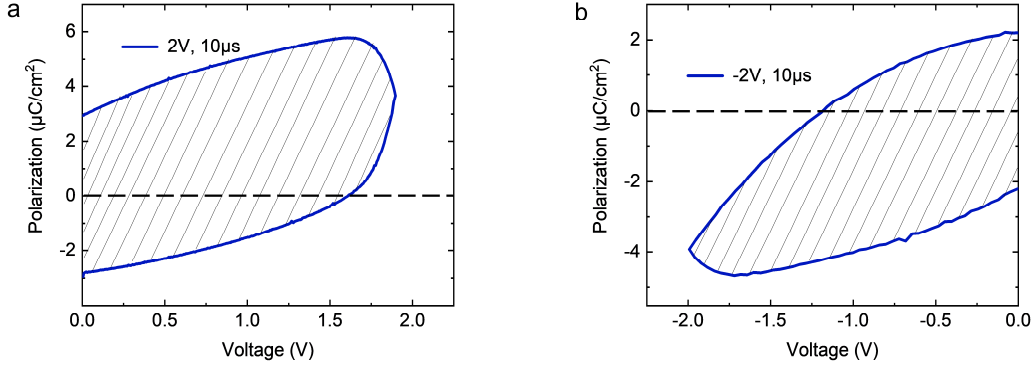 a
Polarization (μC/cm²)
6
4
2
0
-2
2V, 10μs
0.0 0.5 1.0 1.5 2.0
Voltage (V)
b
Polarization (μC/cm²)
2
0
-2
-4
-2V, 10μs
-2.0 -1.5 -1.0 -0.5 0.0
Voltage (V)